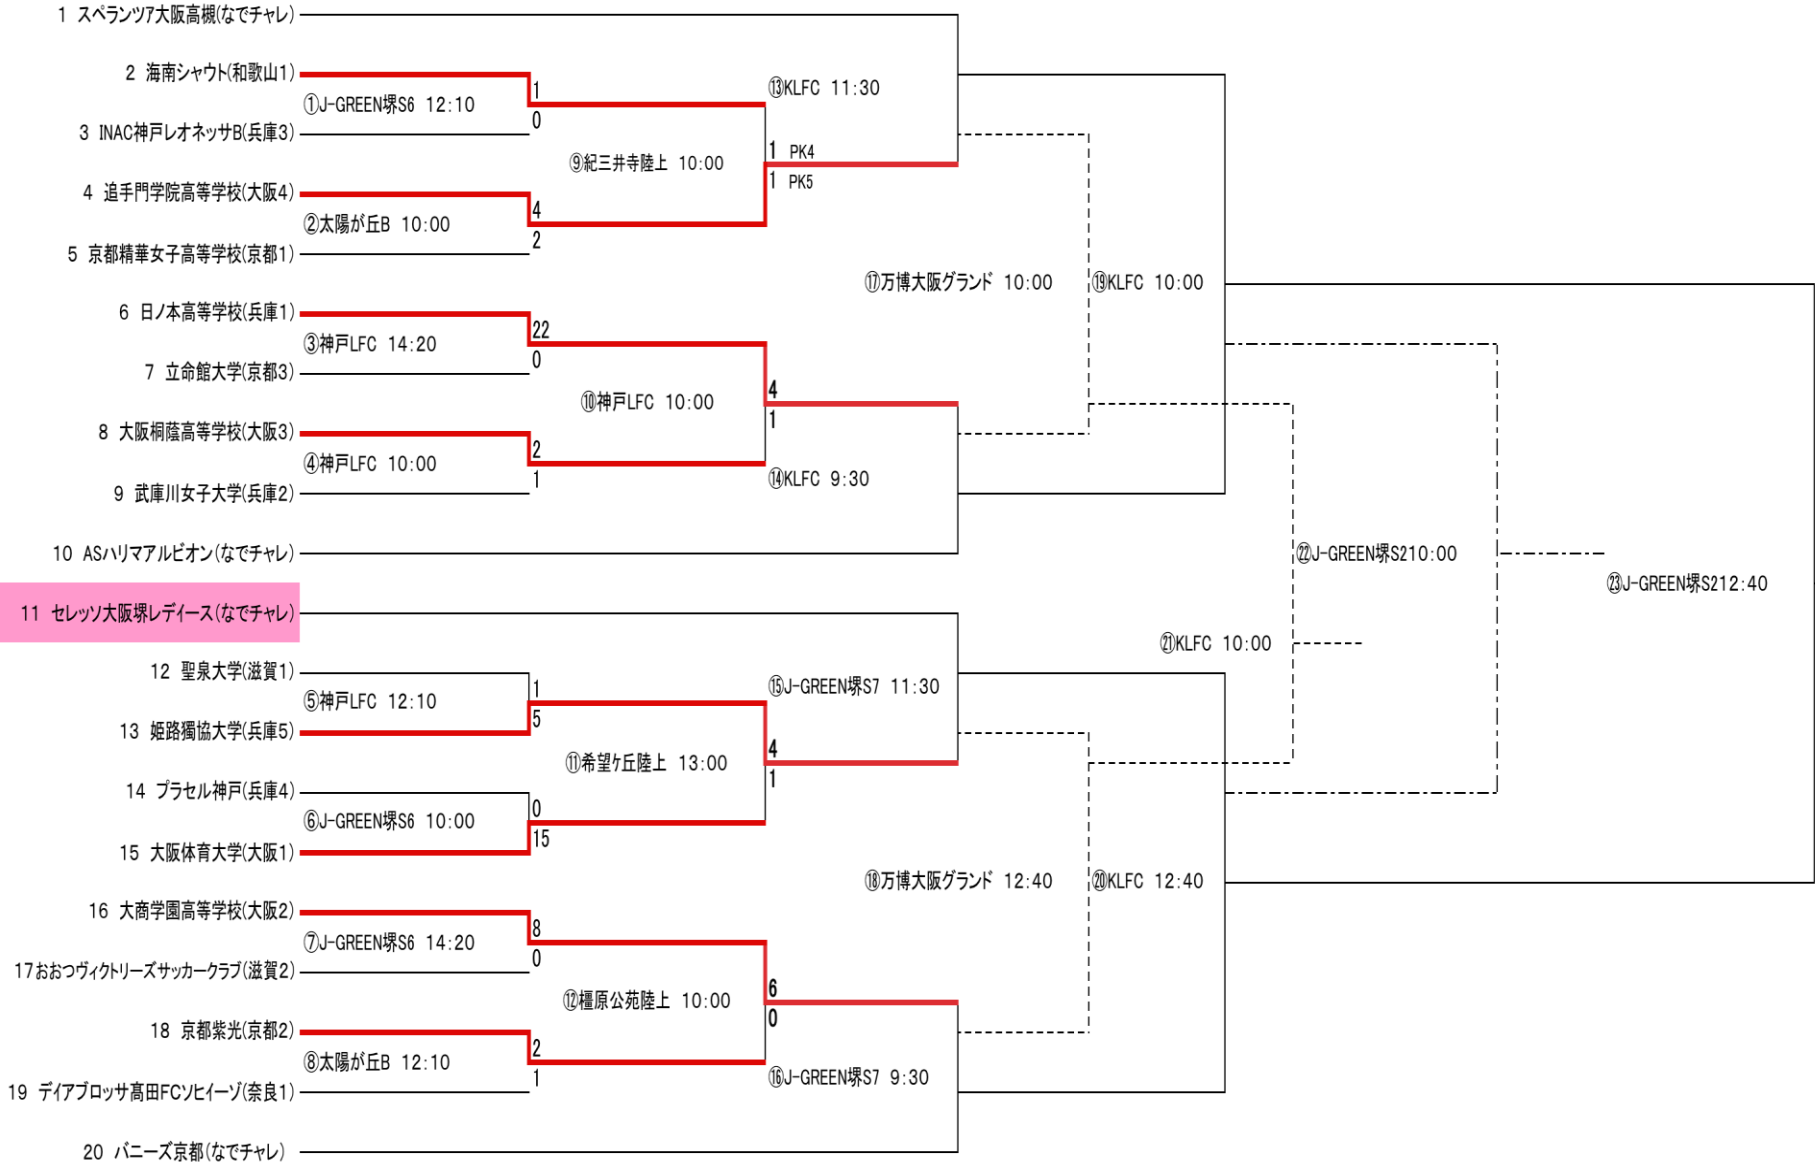 1 スペランツア大阪高槻(なでチャレ)
2 海南シャウト(和歌山1)
1
⑬KLFC 11:30
①J-GREEN堺S6 12:10
0
3 INAC神戸レオネッサB(兵庫3)
⑨紀三井寺陸上 10:00
1 PK4
1 PK5
4 追手門学院高等学校(大阪4)
4
②太陽が丘B 10:00
2
5 京都精華女子高等学校(京都1)
⑰万博大阪グランド 10:00
⑲KLFC 10:00
6 日ノ本高等学校(兵庫1)
22
③神戸LFC 14:20
0
7 立命館大学(京都3)
4
⑩神戸LFC 10:00
1
8 大阪桐蔭高等学校(大阪3)
2
④神戸LFC 10:00
1
⑭KLFC 9:30
9 武庫川女子大学(兵庫2)
10 ASハリマアルビオン(なでチャレ)
㉒J-GREEN堺S210:00
㉓J-GREEN堺S212:40
11 セレッソ大阪堺レディース(なでチャレ)
㉑KLFC 10:00
12 聖泉大学(滋賀1)
1
⑮J-GREEN堺S7 11:30
⑤神戸LFC 12:10
5
13 姫路獨協大学(兵庫5)
4
⑪希望ケ丘陸上 13:00
1
14 プラセル神戸(兵庫4)
0
⑥J-GREEN堺S6 10:00
15
15 大阪体育大学(大阪1)
⑱万博大阪グランド 12:40
⑳KLFC 12:40
16 大商学園高等学校(大阪2)
8
⑦J-GREEN堺S6 14:20
0
17おおつヴィクトリーズサッカークラブ(滋賀2)
6
⑫橿原公苑陸上 10:00
0
18 京都紫光(京都2)
2
⑧太陽が丘B 12:10
1
⑯J-GREEN堺S7 9:30
19 ディアブロッサ髙田FCソヒィーゾ(奈良1)
20 バニーズ京都(なでチャレ)